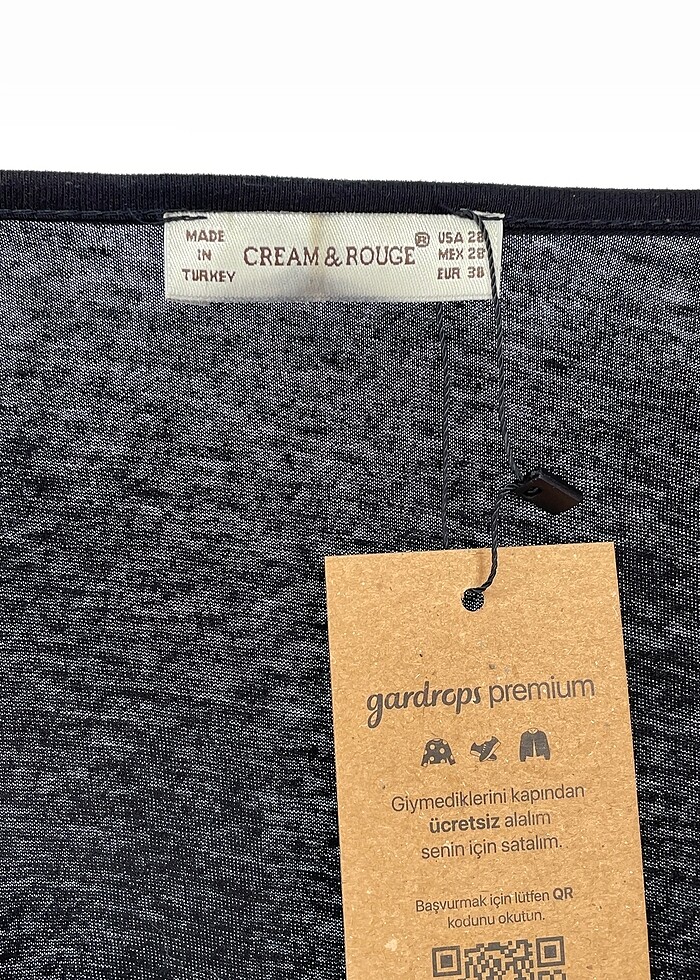 MADE
IN
TURKEY
CREAM & ROUGE®
USA 28
MEX 28
EUR 38
gardrops premium
Giymediklerini kapından
ücretsiz alalım
senin için satalım.
Başvurmak için lütfen QR
kodunu okutun.